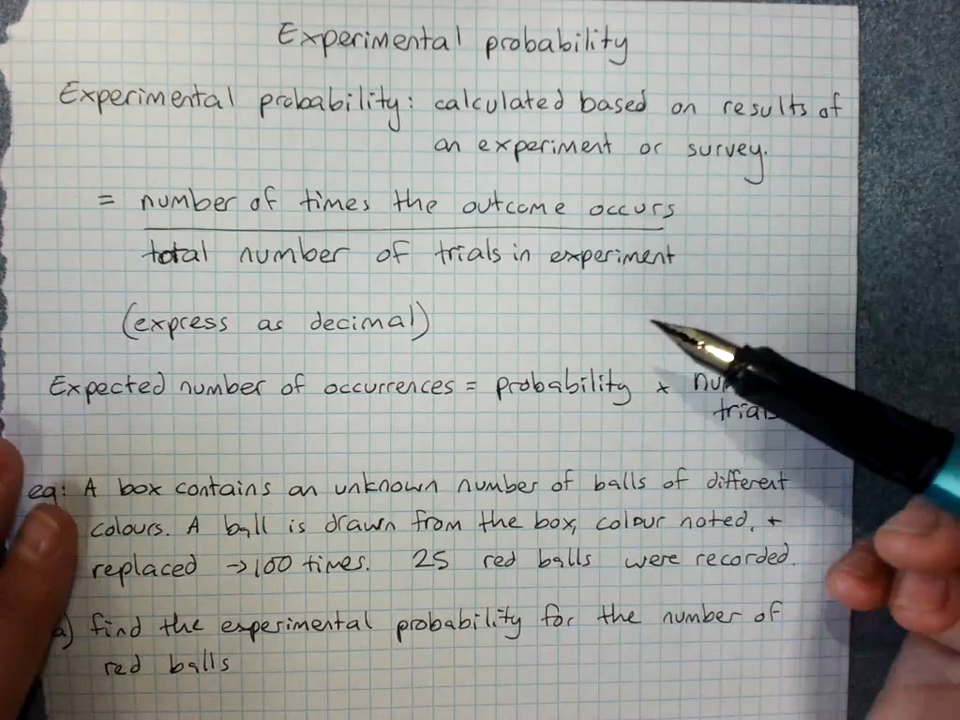 Experimental probability
Experimental probability: calculated based on results of
an experiment or survey.
= number of times the outcome occurs
total number of trials in experiment
(express as decimal)
Expected number of occurrences = probability ×
eg: A box contains an unknown number of balls of different
colours. A ball is drawn from the box, colour noted, +
replaced → 100 times. 25 red balls were recorded.
a) find the experimental probability for the number of
red balls